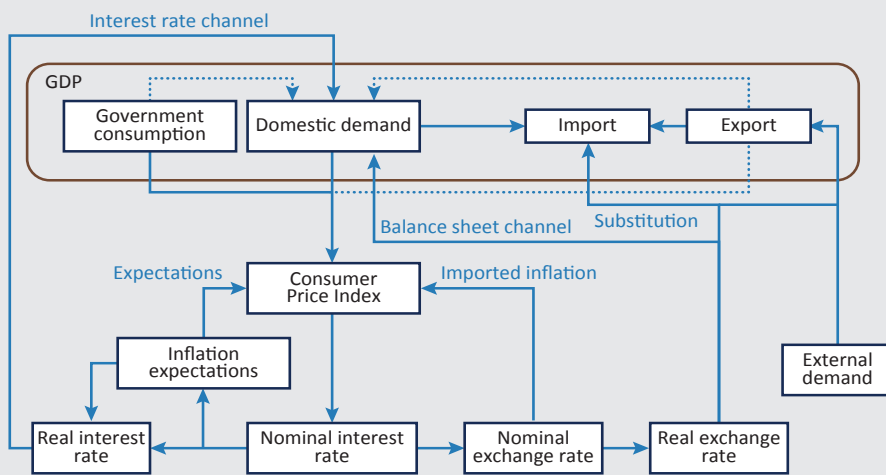 Interest rate channel
GDP
Government
consumption
Domestic demand
Import
Export
Balance sheet channel
Substitution
Expectations
Consumer
Price Index
Imported inflation
Inflation
expectations
External
demand
Real interest
rate
Nominal interest
rate
Nominal
exchange rate
Real exchange
rate